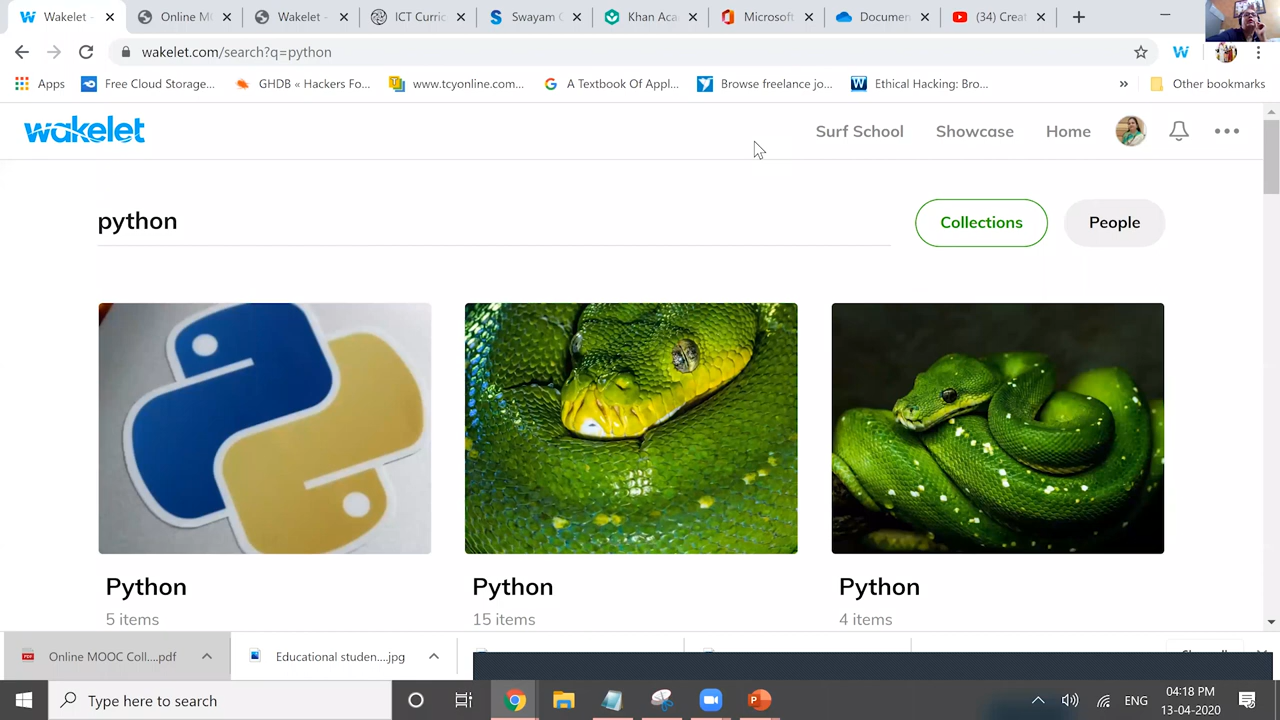 Wakelet -
Online M
Wakelet -
ICT Curric
Swayam
Khan Aca
Microsoft
Documen
(34) Creat
wakelet.com/search?q=python
Apps
Free Cloud Storage...
GHDB « Hackers Fo...
www.tcyonline.com...
A Textbook Of Appl...
Browse freelance jo...
Ethical Hacking: Bro...
»
Other bookmarks
wakelet
Surf School
Showcase
Home
python
Collections
People
Python
Python
Python
5 items
15 items
4 items
Online MOOC Coll....pdf
Educational studen....jpg
Type here to search
ENG
04:18 PM
13-04-2020